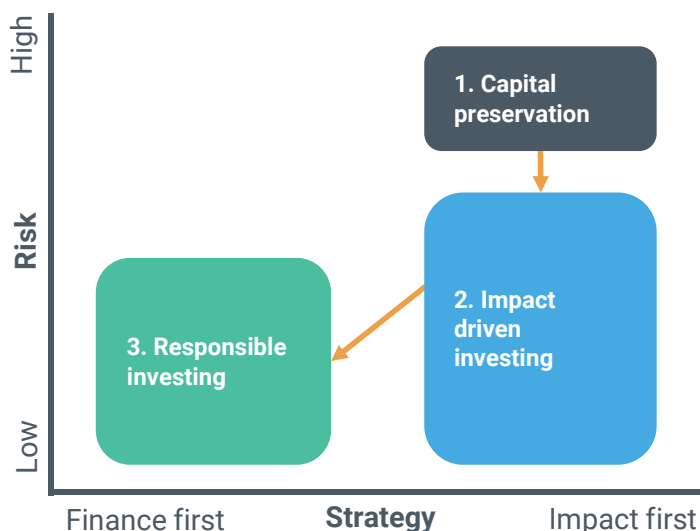 High
1. Capital
preservation
Risk
2. Impact
driven
investing
3. Responsible
investing
Low
Finance first
Strategy
Impact first